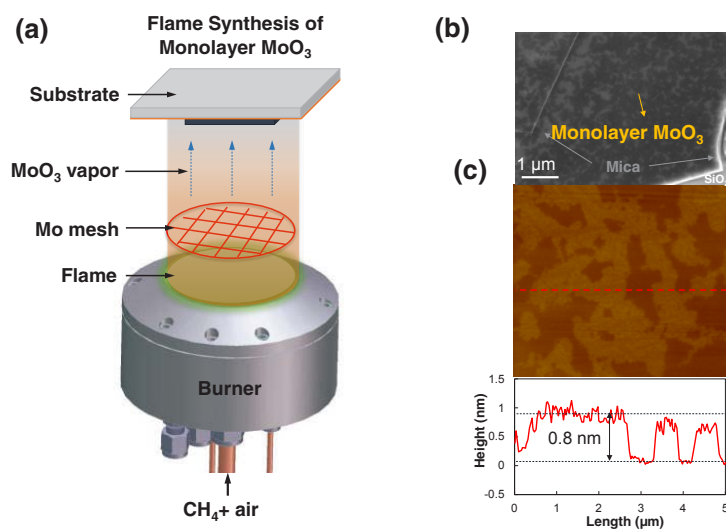 (a)
Flame Synthesis of
Monolayer MoO₃
Substrate
MoO₃ vapor
Mo mesh
Flame
Burner
CH₄+ air
(b)
Monolayer MoO₃
1 μm
Mica
SiO
(c)
1.5
1
0.5
0
-0.5
Height (nm)
0.8 nm
0
1
2
3
4
5
Length (μm)